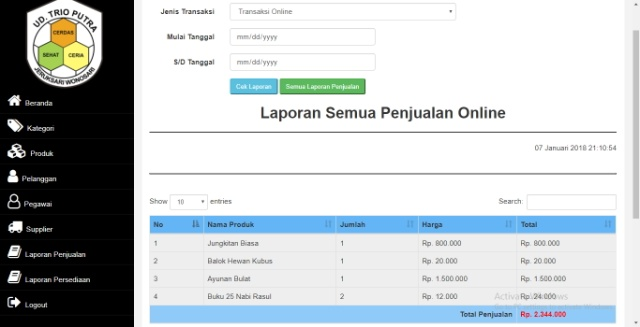 UD. TRIO PUTRA
CERDAS
SEHAT CERIA
JERUKSARI WONOSARI
Beranda
Kategori
Produk
Pelanggan
Pegawai
Supplier
Laporan Penjualan
Laporan Persediaan
Logout
Jenis Transaksi Transaksi Online
Mulai Tanggal mm/dd/yyyy
S/D Tanggal mm/dd/yyyy
Cek Laporan Semua Laporan Penjualan
Laporan Semua Penjualan Online
07 Januari 2018 21:10:54
Show 10 entries Search:
No Nama Produk Jumlah Harga Total
1 Jungkitan Biasa 1 Rp. 800.000 Rp. 800.000
2 Balok Hewan Kubus 1 Rp. 20.000 Rp. 20.000
3 Ayunan Bulat 1 Rp. 1.500.000 Rp. 1.500.000
4 Buku 25 Nabi Rasul 2 Rp. 12.000 Rp. 24.000
Total Penjualan Rp. 2.344.000